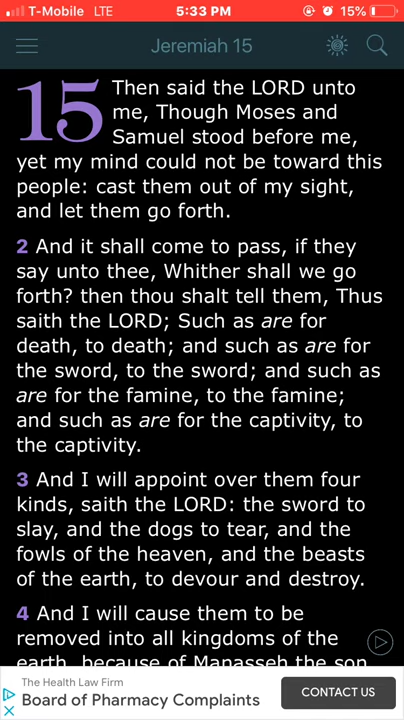 T-Mobile LTE 5:33 PM 15%
Jeremiah 15
15 Then said the LORD unto
me, Though Moses and
Samuel stood before me,
yet my mind could not be toward this
people: cast them out of my sight,
and let them go forth.
2 And it shall come to pass, if they
say unto thee, Whither shall we go
forth? then thou shalt tell them, Thus
saith the LORD; Such as are for
death, to death; and such as are for
the sword, to the sword; and such as
are for the famine, to the famine;
and such as are for the captivity, to
the captivity.
3 And I will appoint over them four
kinds, saith the LORD: the sword to
slay, and the dogs to tear, and the
fowls of the heaven, and the beasts
of the earth, to devour and destroy.
4 And I will cause them to be
removed into all kingdoms of the
earth, because of Manasseh the son
The Health Law Firm
Board of Pharmacy Complaints
CONTACT US